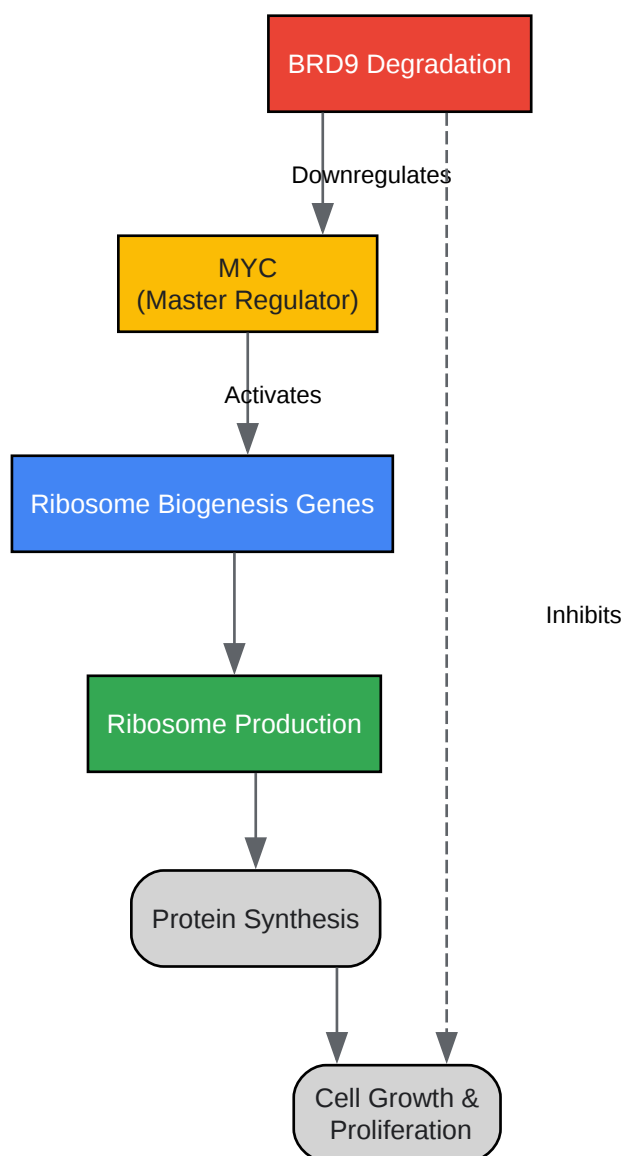 BRD9 Degradation
Downregulates
MYC
(Master Regulator)
Activates
Ribosome Biogenesis Genes
Inhibits
Ribosome Production
Protein Synthesis
Cell Growth &
Proliferation